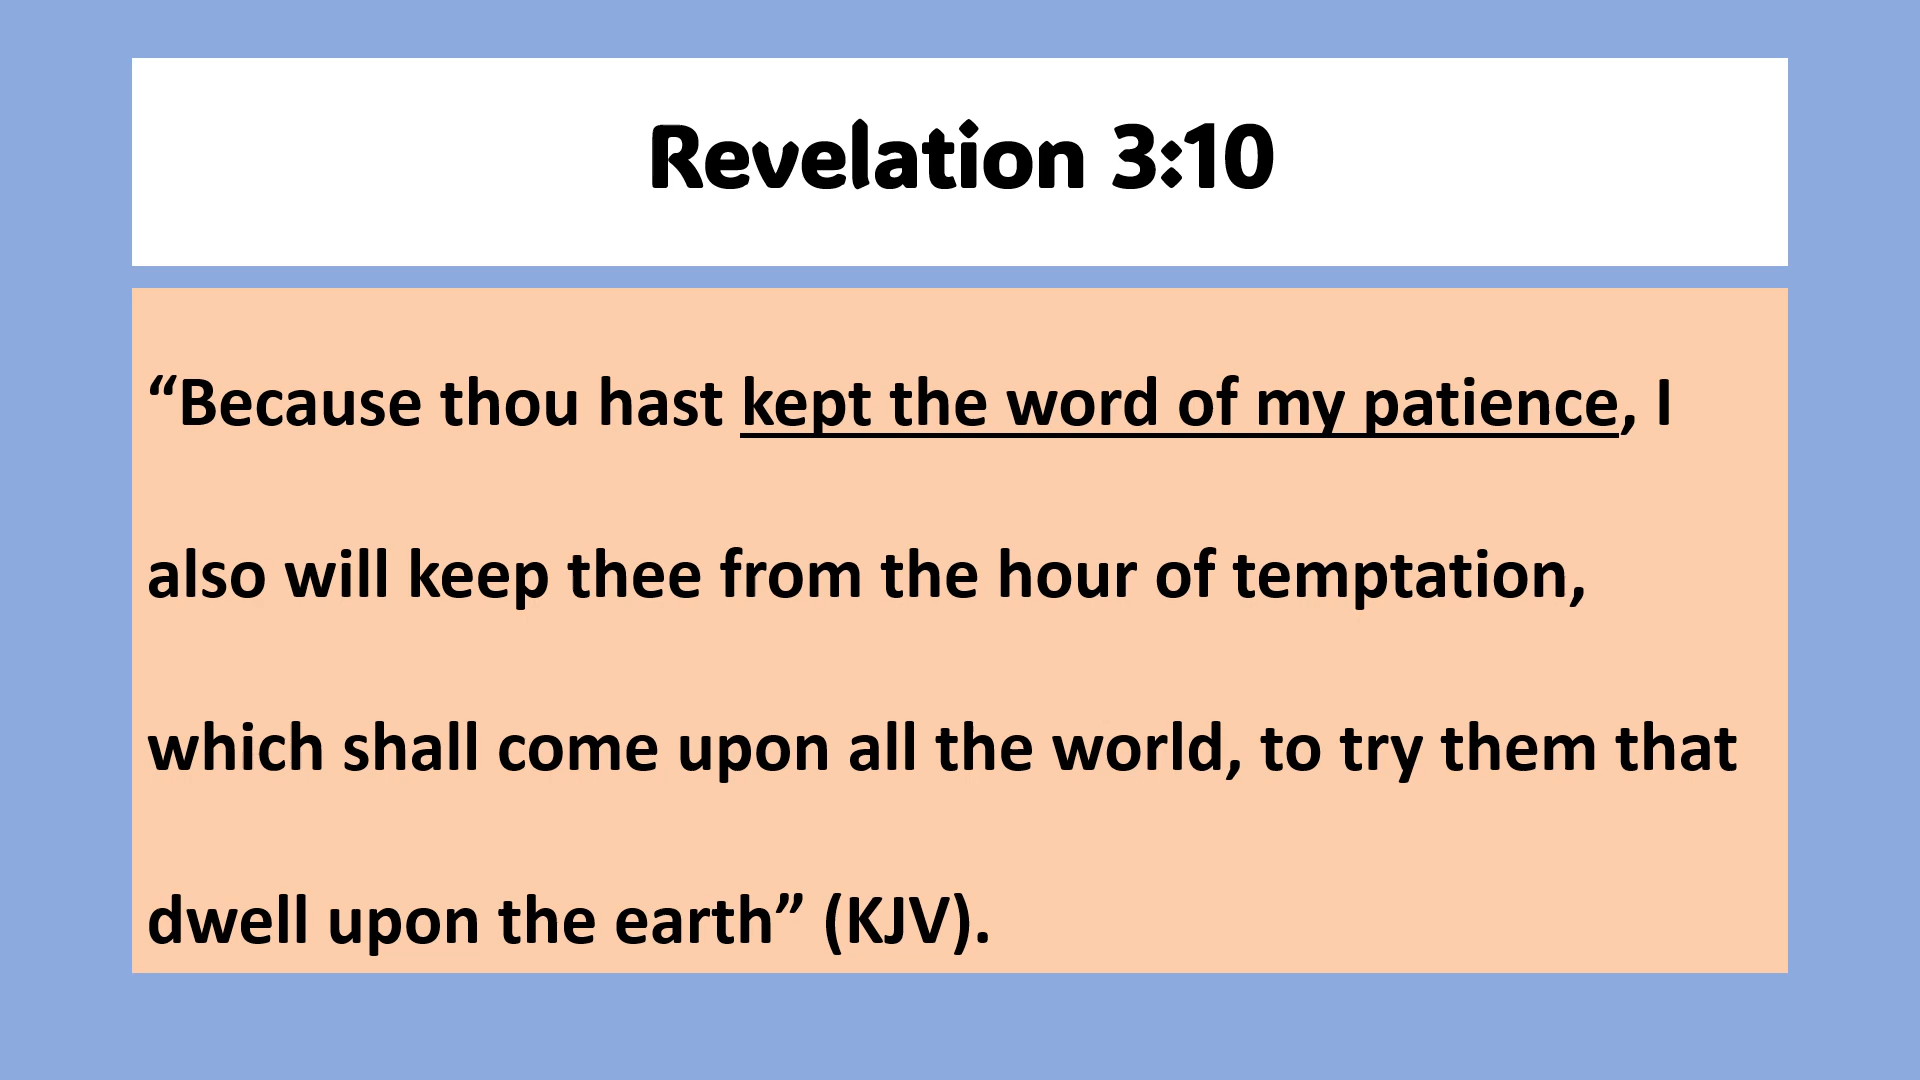 Revelation 3:10
“Because thou hast kept the word of my patience, I
also will keep thee from the hour of temptation,
which shall come upon all the world, to try them that
dwell upon the earth” (KJV).